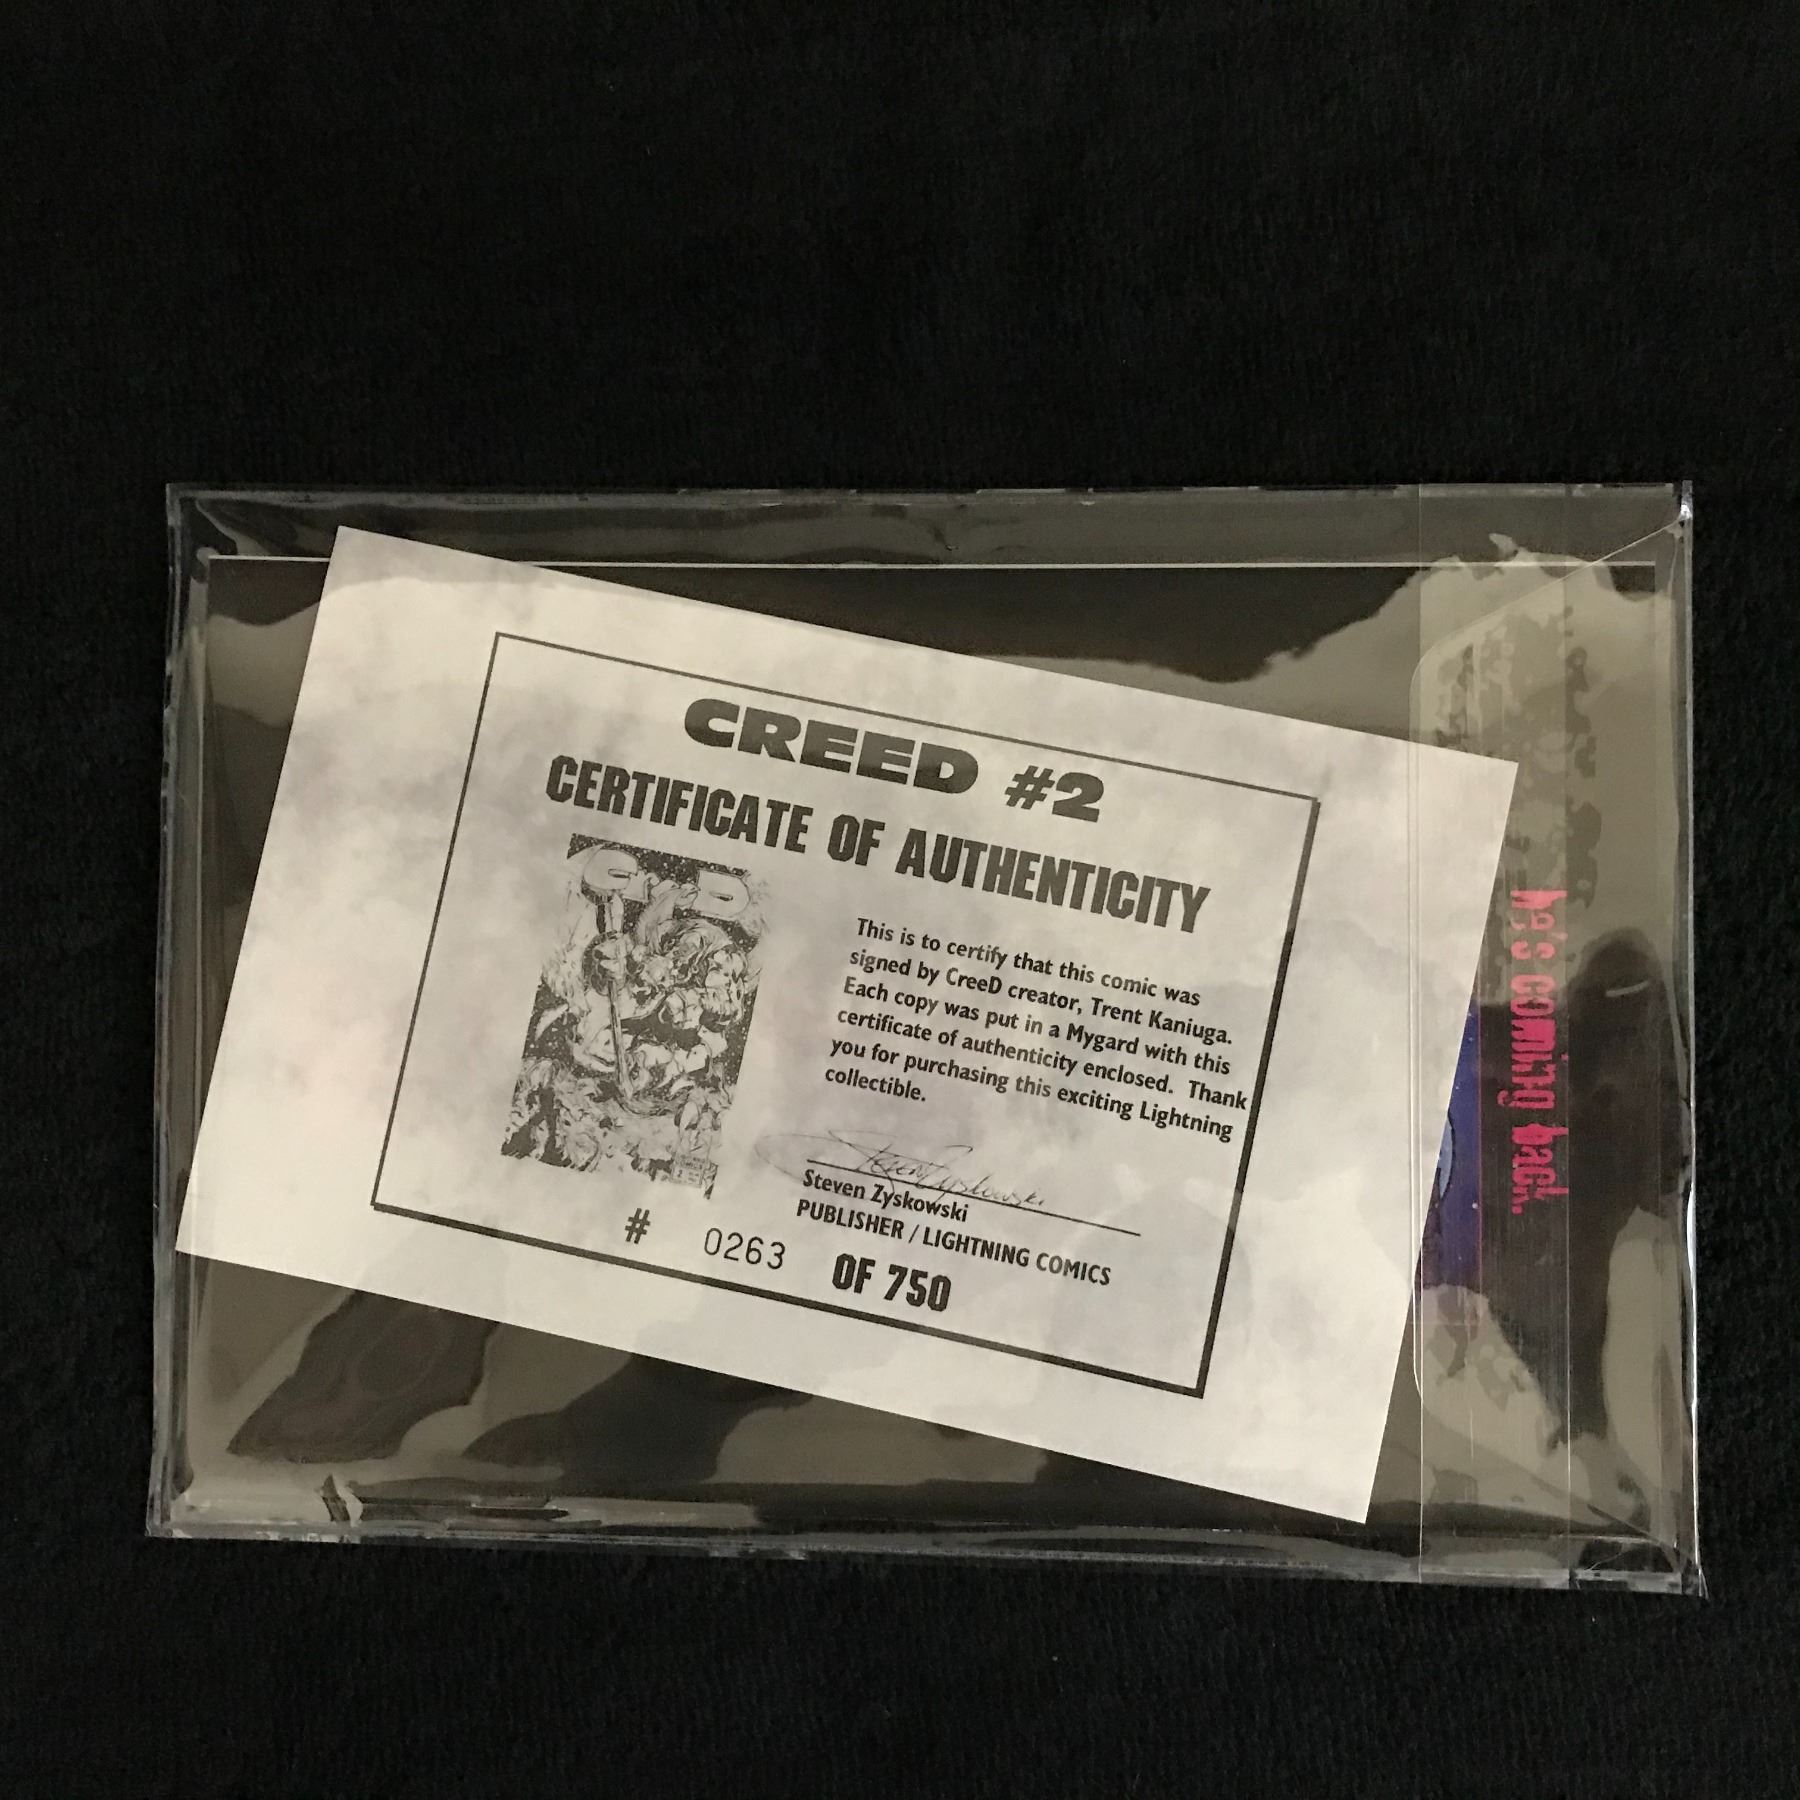 CREED #2
CERTIFICATE OF AUTHENTICITY
This is to certify that this comic was
signed by CreeD creator, Trent Kaniuga.
Each copy was put in a Mygard with this
certificate of authenticity enclosed. Thank
you for purchasing this exciting Lightning
collectible.
Steven Zyskowski
Steven Zyskowski
PUBLISHER / LIGHTNING COMICS
# 0263 OF 750
he's coming back.